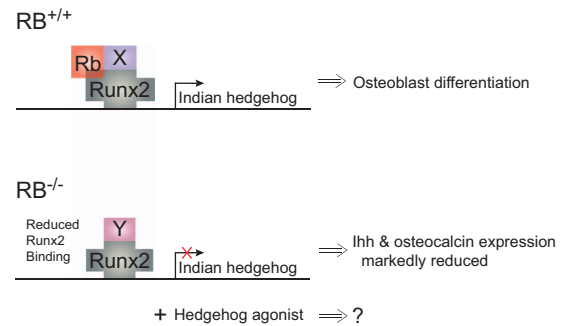 RB+/+
Rb X
Runx2
Indian hedgehog
⇒ Osteoblast differentiation
RB-/-
Reduced
Runx2
Binding
Y
Runx2
Indian hedgehog
⇒ Ihh & osteocalcin expression
markedly reduced
+ Hedgehog agonist ⇒ ?